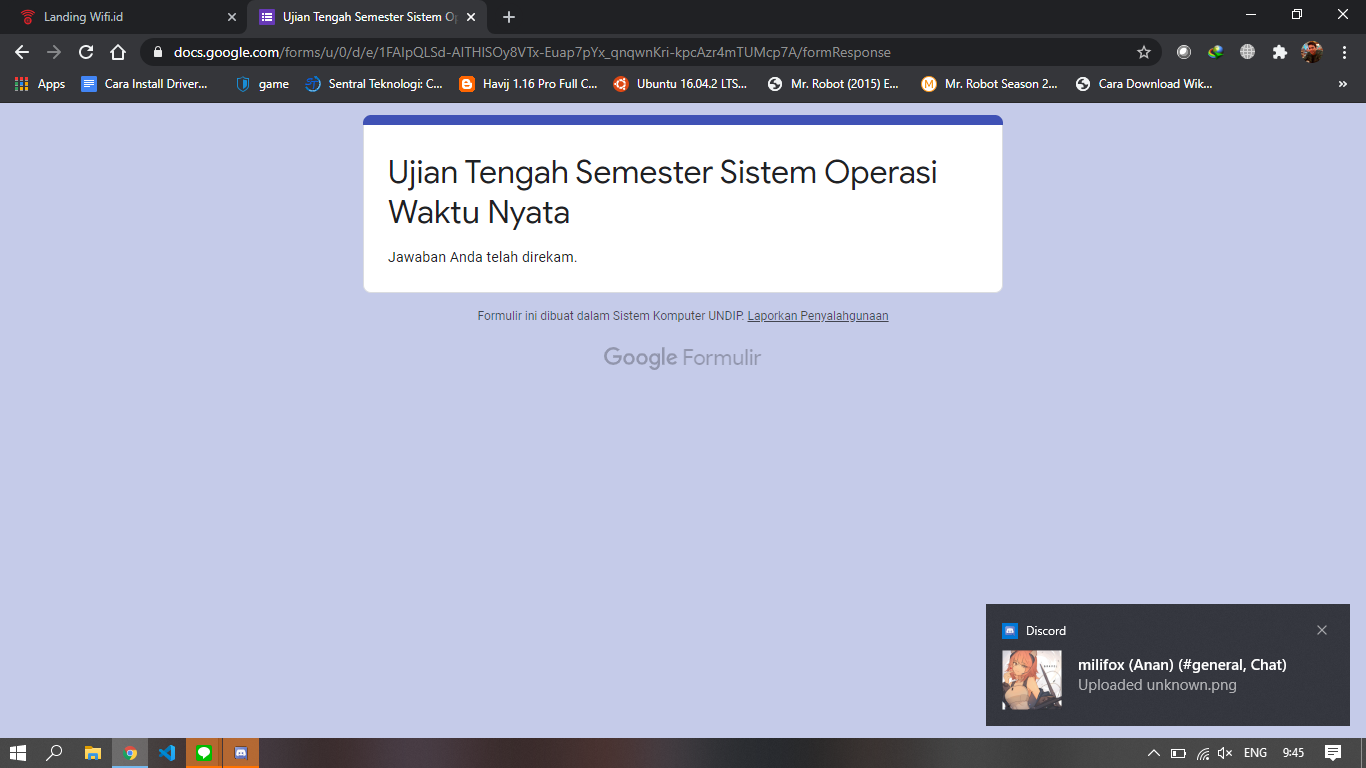 Landing Wifi.id
Ujian Tengah Semester Sistem Op
docs.google.com/forms/u/0/d/e/1FAIpQLSd-AlTHISOv8VTx-Euap7pYx_qnqwnKri-kpcAzr4mTUMcp7A/formResponse
Apps
Cara Install Driver...
game
Sentral Teknologi: C...
Havij 1.16 Pro Full C...
Ubuntu 16.04.2 LTS...
Mr. Robot (2015) E...
Mr. Robot Season 2...
Cara Download Wik...
Ujian Tengah Semester Sistem Operasi
Waktu Nyata
Jawaban Anda telah direkam.
Formulir ini dibuat dalam Sistem Komputer UNDIP. Laporkan Penyalahgunaan
Google Formulir
Discord
milifox (Anan) (#general, Chat)
Uploaded unknown.png
ENG
9:45